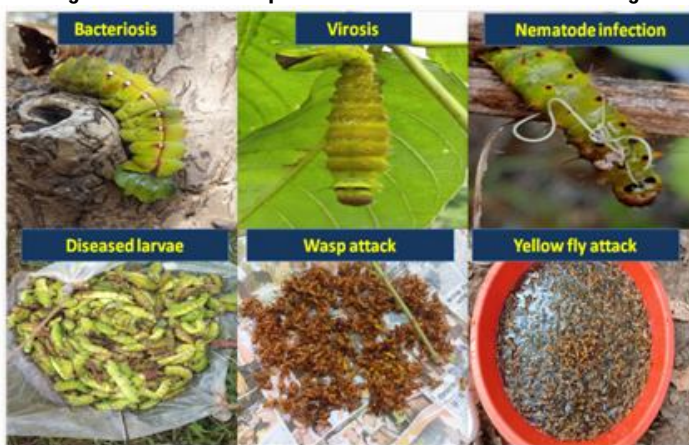 Bacteriosis
Virosis
Nematode infection
Diseased larvae
Wasp attack
Yellow fly attack